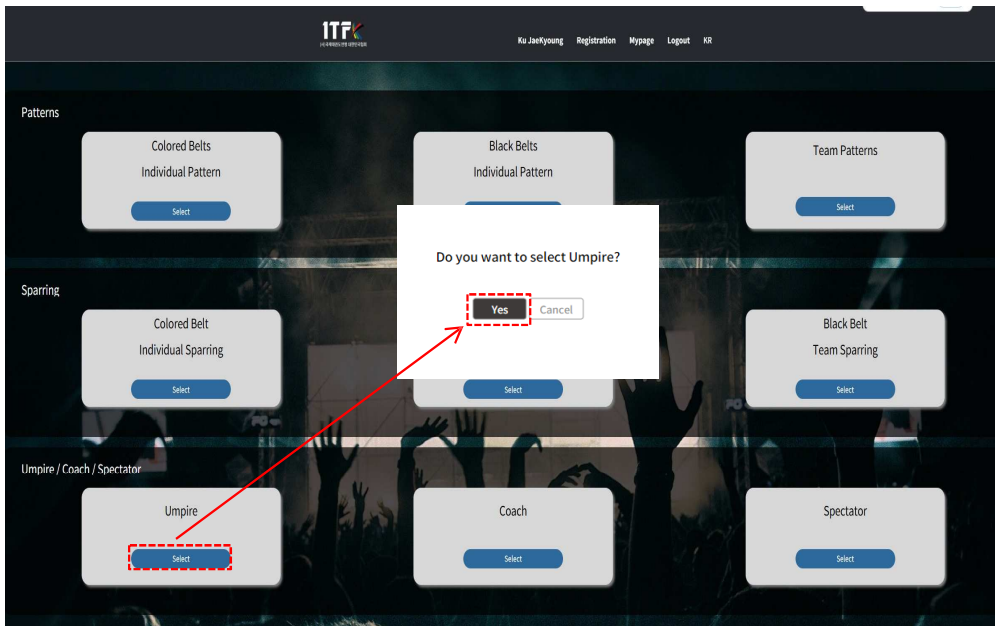 ITFK
Ku JaeKyoung Registration Mypage Logout KR
Patterns
Colored Belts
Individual Pattern
Select
Black Belts
Individual Pattern
Team Patterns
Select
Do you want to select Umpire?
Yes Cancel
Sparring
Colored Belt
Individual Sparring
Select
Select
Black Belt
Team Sparring
Select
Umpire / Coach / Spectator
Umpire
Select
Coach
Select
Spectator
Select